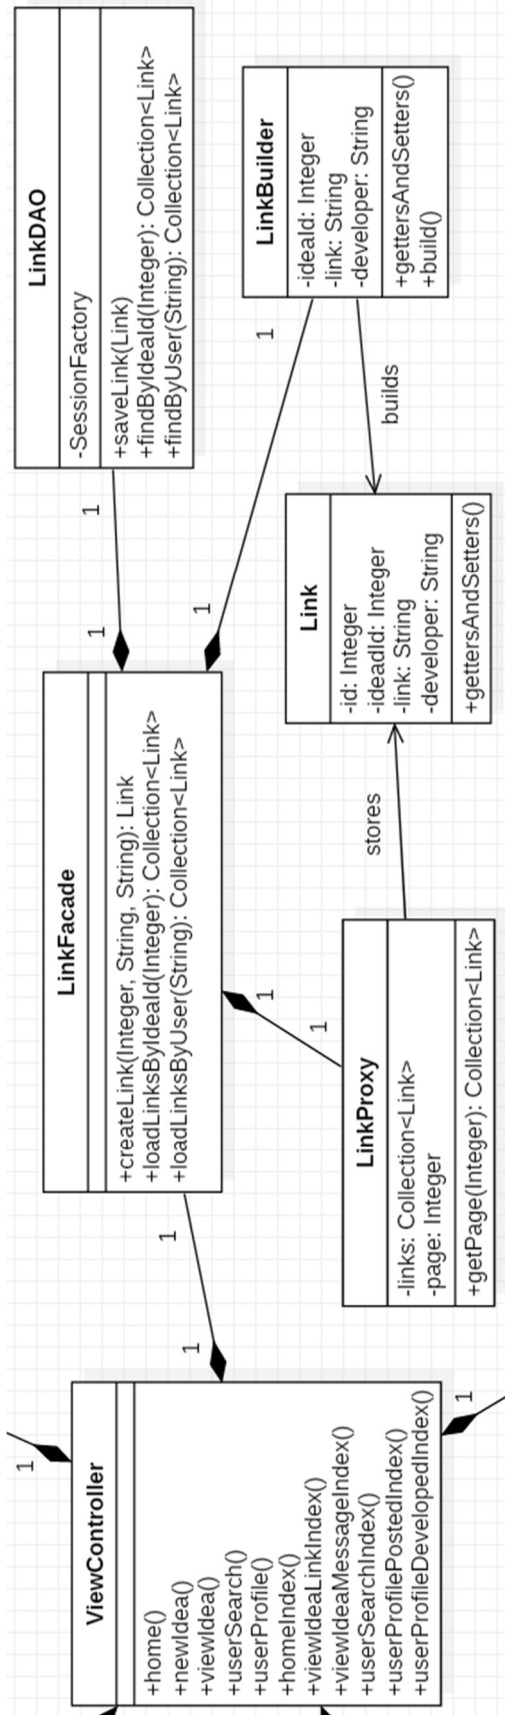 ViewController
+home()
+newIdea()
+viewIdea()
+userSearch()
+userProfile()
+homeIndex()
+viewIdeaLinkIndex()
+viewIdeaMessageIndex()
+userSearchIndex()
+userProfilePostedIndex()
+userProfileDevelopedIndex()
1
1
1
1
LinkFacade
+createLink(Integer, String, String): Link
+loadLinksByIdeaId(Integer): Collection<Link>
+loadLinksByUser(String): Collection<Link>
1
1
1
1
1
1
LinkDAO
-SessionFactory
+saveLink(Link)
+findByIdeaId(Integer): Collection<Link>
+findByUser(String): Collection<Link>
LinkProxy
-links: Collection<Link>
-page: Integer
+getPage(Integer): Collection<Link>
stores
Link
-id: Integer
-ideadId: Integer
-link: String
-developer: String
+gettersAndSetters()
builds
LinkBuilder
-ideaId: Integer
-link: String
-developer: String
+gettersAndSetters()
+build()